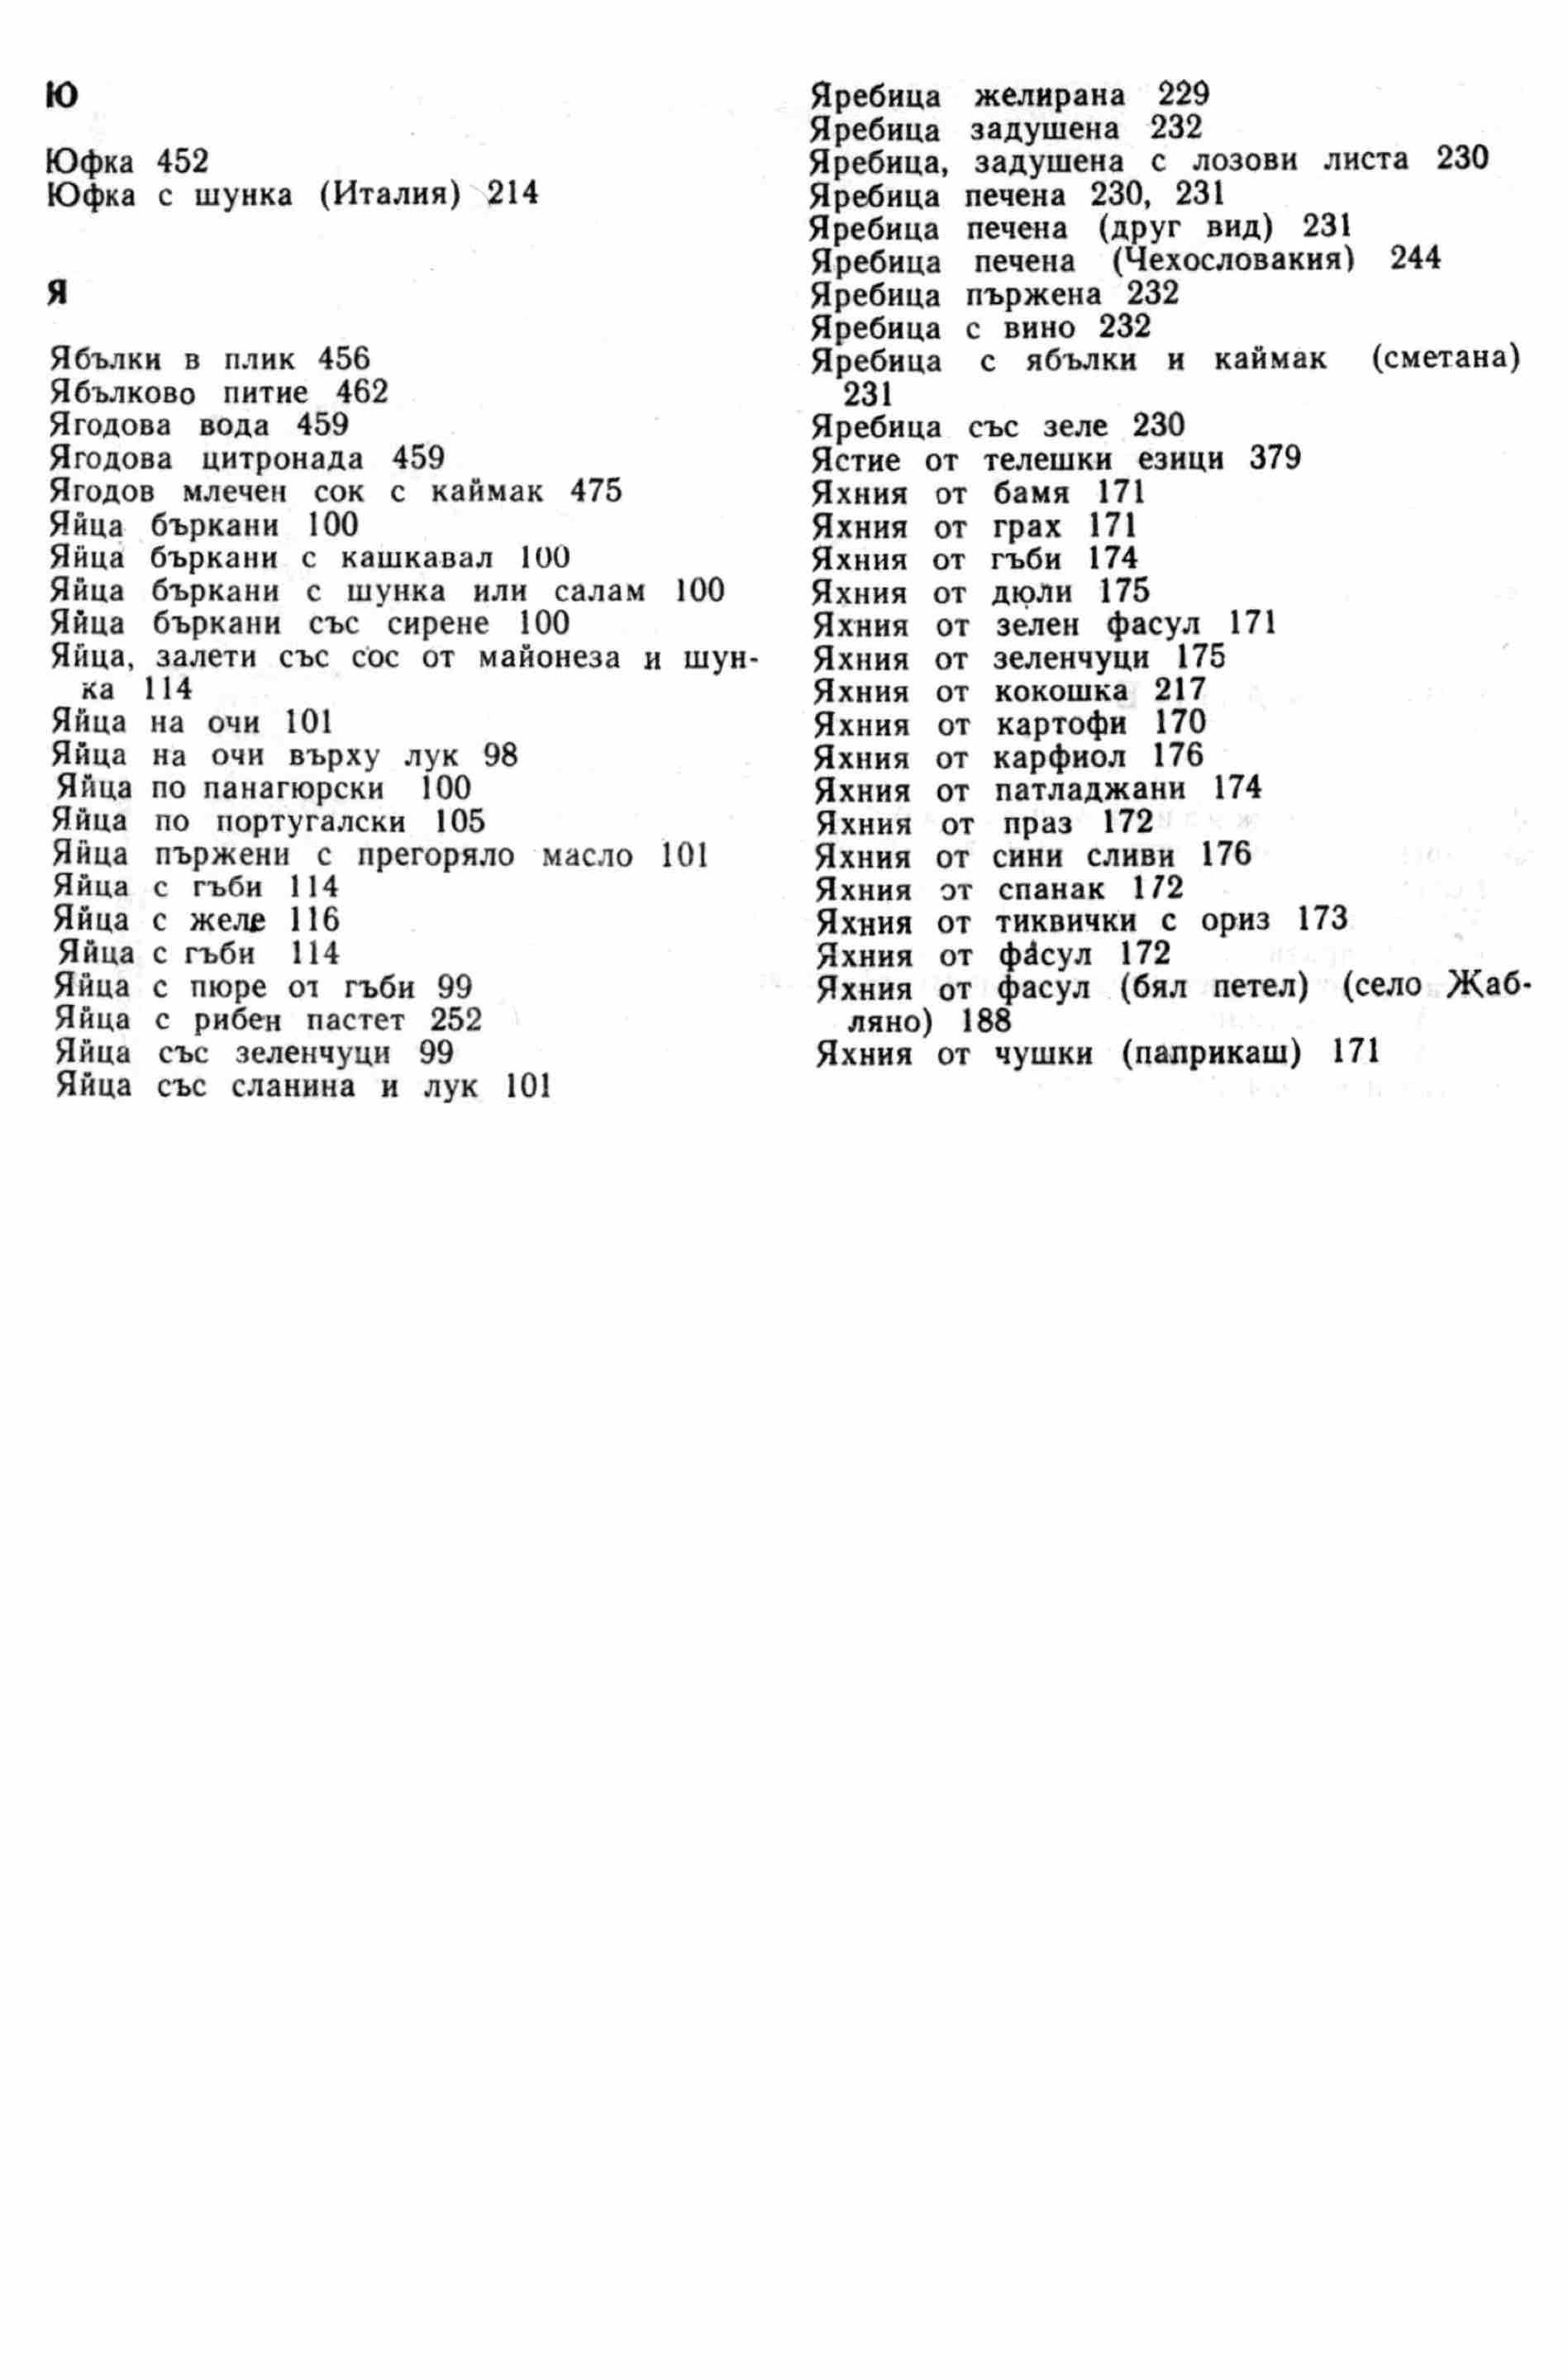 Ю
Юфка 452
Юфка с шунка (Италия) 214
Я
Ябълки в плик 456
Ябълково питие 462
Ягодова вода 459
Ягодова цитронада 459
Ягодов млечен сок с каймак 475
Яйца бъркани 100
Яйца бъркани с кашкавал 100
Яйца бъркани с шунка или салам 100
Яйца бъркани със сирене 100
Яйца, залети със сос от майонеза и шун-
ка 114
Яйца на очи 101
Яйца на очи върху лук 98
Яйца по панагюрски 100
Яйца по португалски 105
Яйца пържени с прегоряло масло 101
Яйца с гъби 114
Яйца с желе 116
Яйца с гъби 114
Яйца с пюре от гъби 99
Яйца с рибен пастет 252
Яйца със зеленчуци 99
Яйца със сланина и лук 101
Яребица желирана 229
Яребица задушена 232
Яребица, задушена с лозови листа 230
Яребица печена 230, 231
Яребица печена (друг вид) 231
Яребица печена (Чехословакия) 244
Яребица пържена 232
Яребица с вино 232
Яребица с ябълки и каймак (сметана)
231
Яребица със зеле 230
Ястие от телешки езици 379
Яхния от бамя 171
Яхния от грах 171
Яхния от гъби 174
Яхния от дюли 175
Яхния от зелен фасул 171
Яхния от зеленчуци 175
Яхния от кокошка 217
Яхния от картофи 170
Яхния от карфиол 176
Яхния от патладжани 174
Яхния от праз 172
Яхния от сини сливи 176
Яхния от спанак 172
Яхния от тиквички с ориз 173
Яхния от фасул 172
Яхния от фасул (бял петел) (село Жаб-
ляно) 188
Яхния от чушки (паприкаш) 171